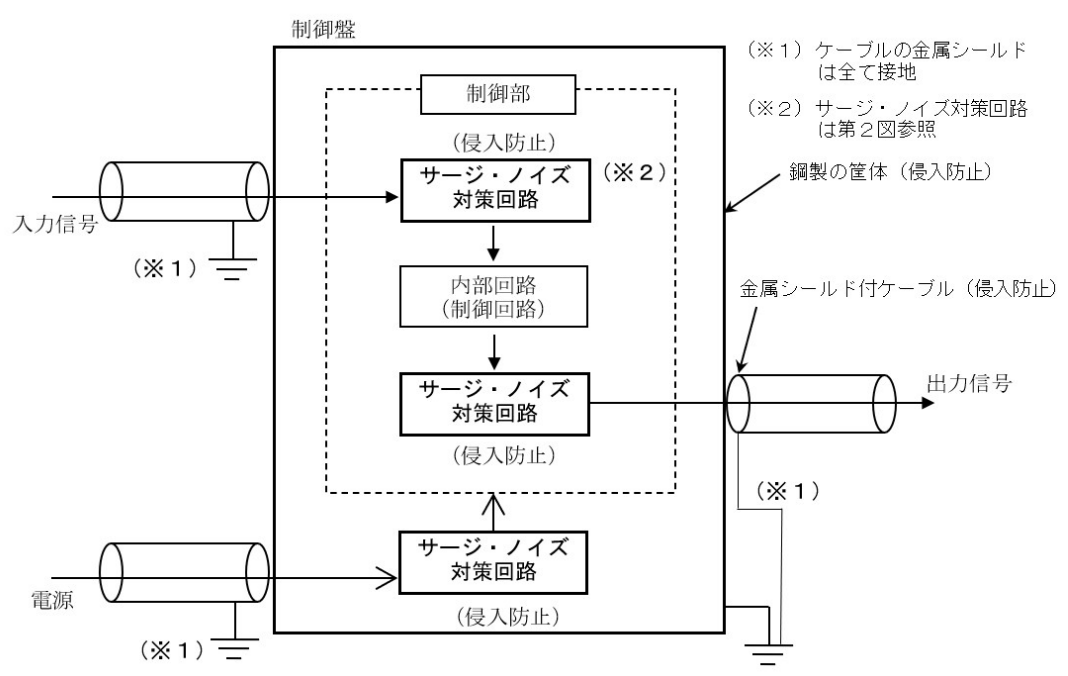 制御盤
（※１）ケーブルの金属シールド
は全て接地
（※２）サージ・ノイズ対策回路
は第２図参照
制御部
（侵入防止）
サージ・ノイズ
対策回路
（※２）
鋼製の筐体（侵入防止）
入力信号
（※１）
内部回路
（制御回路）
金属シールド付ケーブル（侵入防止）
サージ・ノイズ
対策回路
出力信号
（侵入防止）
（※１）
サージ・ノイズ
対策回路
電源
（侵入防止）
（※１）